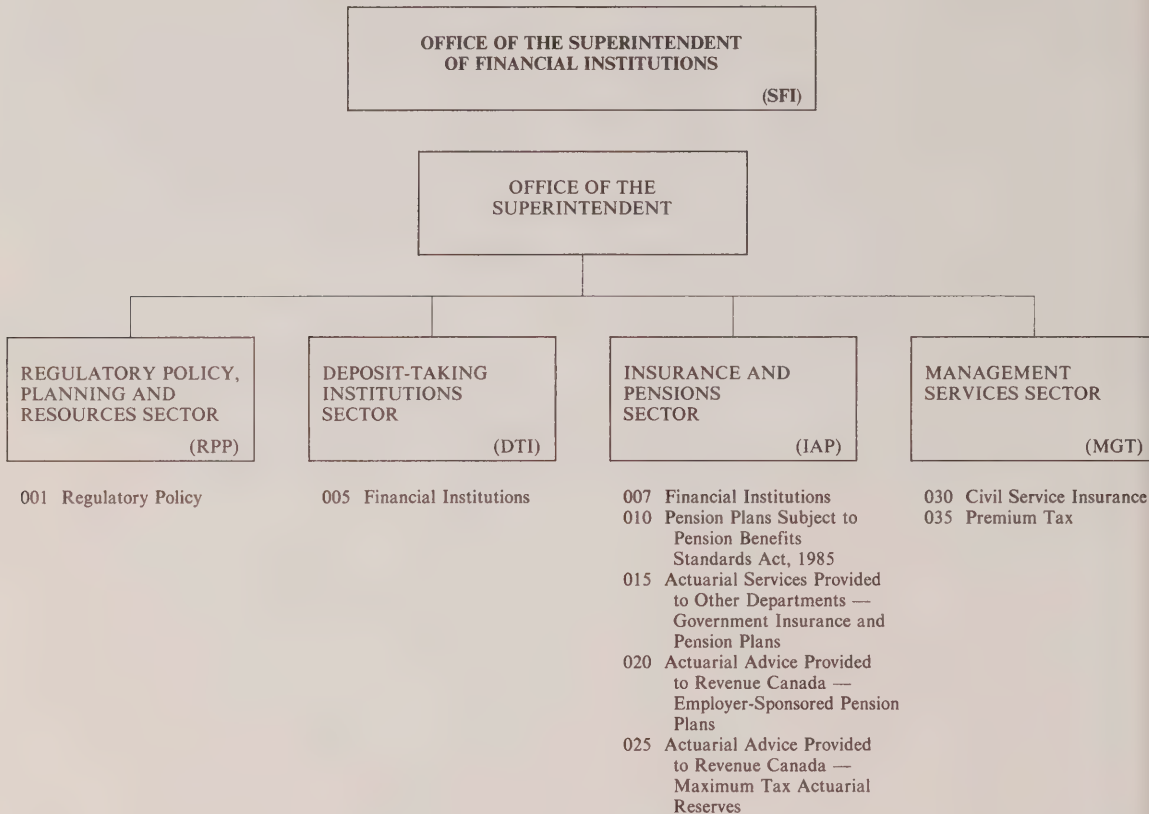 OFFICE OF THE SUPERINTENDENT
OF FINANCIAL INSTITUTIONS
(SFI)
OFFICE OF THE
SUPERINTENDENT
REGULATORY POLICY,
PLANNING AND
RESOURCES SECTOR
(RPP)
001 Regulatory Policy
DEPOSIT-TAKING
INSTITUTIONS
SECTOR
(DTI)
005 Financial Institutions
INSURANCE AND
PENSIONS
SECTOR
(IAP)
007 Financial Institutions
010 Pension Plans Subject to
Pension Benefits
Standards Act, 1985
015 Actuarial Services Provided
to Other Departments —
Government Insurance and
Pension Plans
020 Actuarial Advice Provided
to Revenue Canada —
Employer-Sponsored Pension
Plans
025 Actuarial Advice Provided
to Revenue Canada —
Maximum Tax Actuarial
Reserves
MANAGEMENT
SERVICES SECTOR
(MGT)
030 Civil Service Insurance
035 Premium Tax